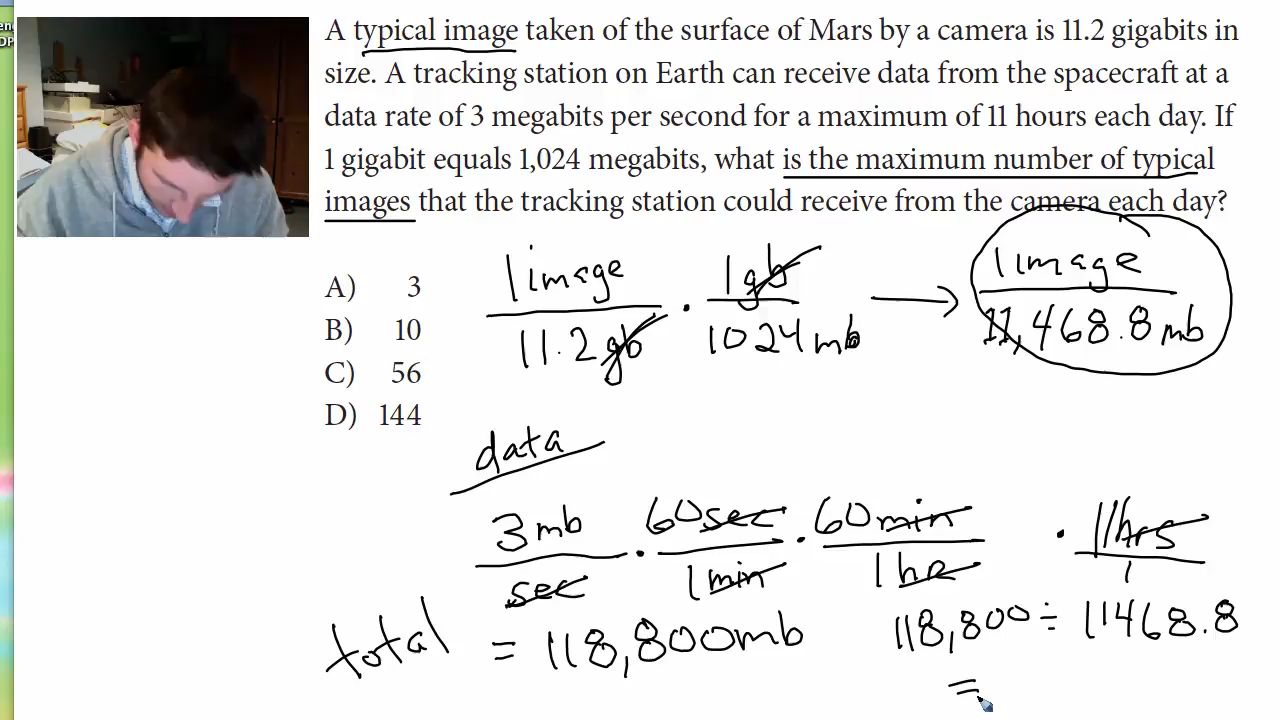 A typical image taken of the surface of Mars by a camera is 11.2 gigabits in
size. A tracking station on Earth can receive data from the spacecraft at a
data rate of 3 megabits per second for a maximum of 11 hours each day. If
1 gigabit equals 1,024 megabits, what is the maximum number of typical
images that the tracking station could receive from the camera each day?
A) 3
B) 10
C) 56
D) 144
1 image / 11.2 gb · 1 gb / 1024 mb → 1 image / 11,468.8 mb
data
3 mb / sec · 60 sec / 1 min · 60 min / 1 hr · 11 hrs / 1
total = 118,800 mb
118,800 ÷ 11468.8
=